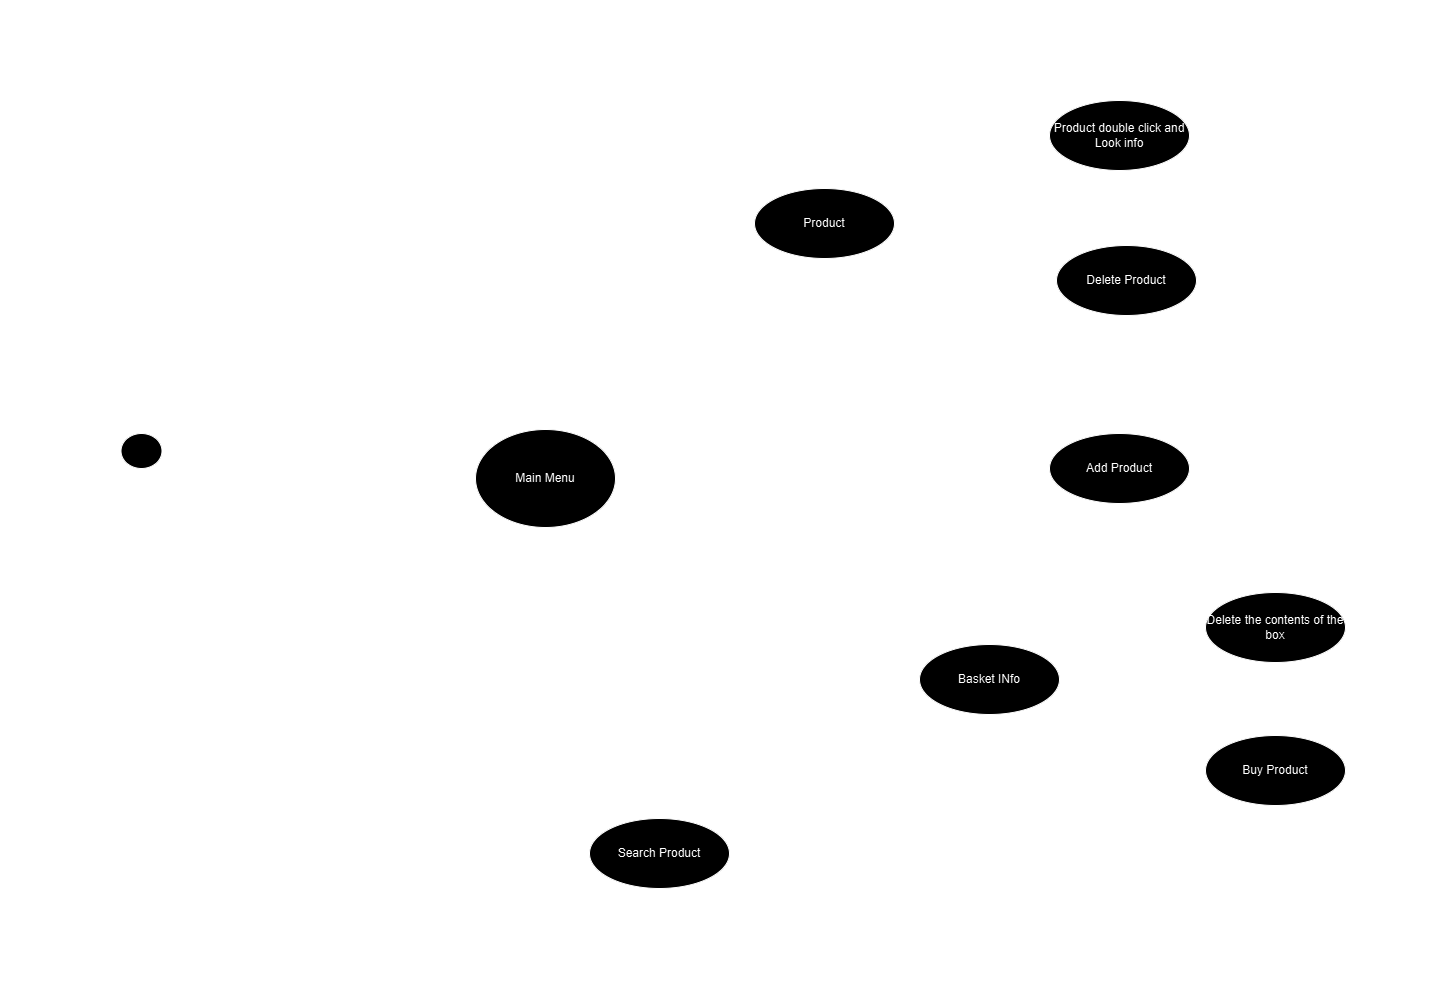 Product double click and
Look info
Product
Delete Product
Main Menu
Add Product
Delete the contents of the
box
Basket INfo
Buy Product
Search Product